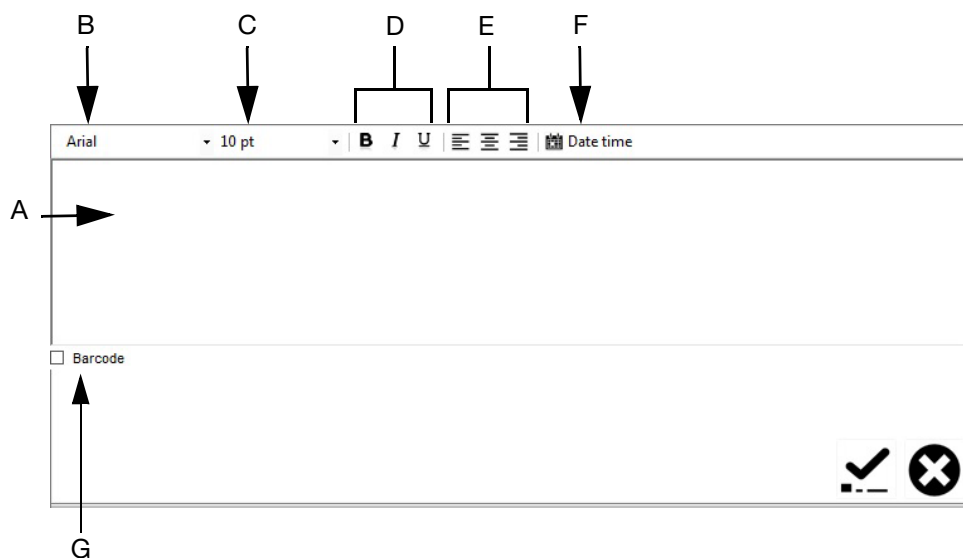 B C D E F
Arial 10 pt B I U Date time
A
Barcode
G